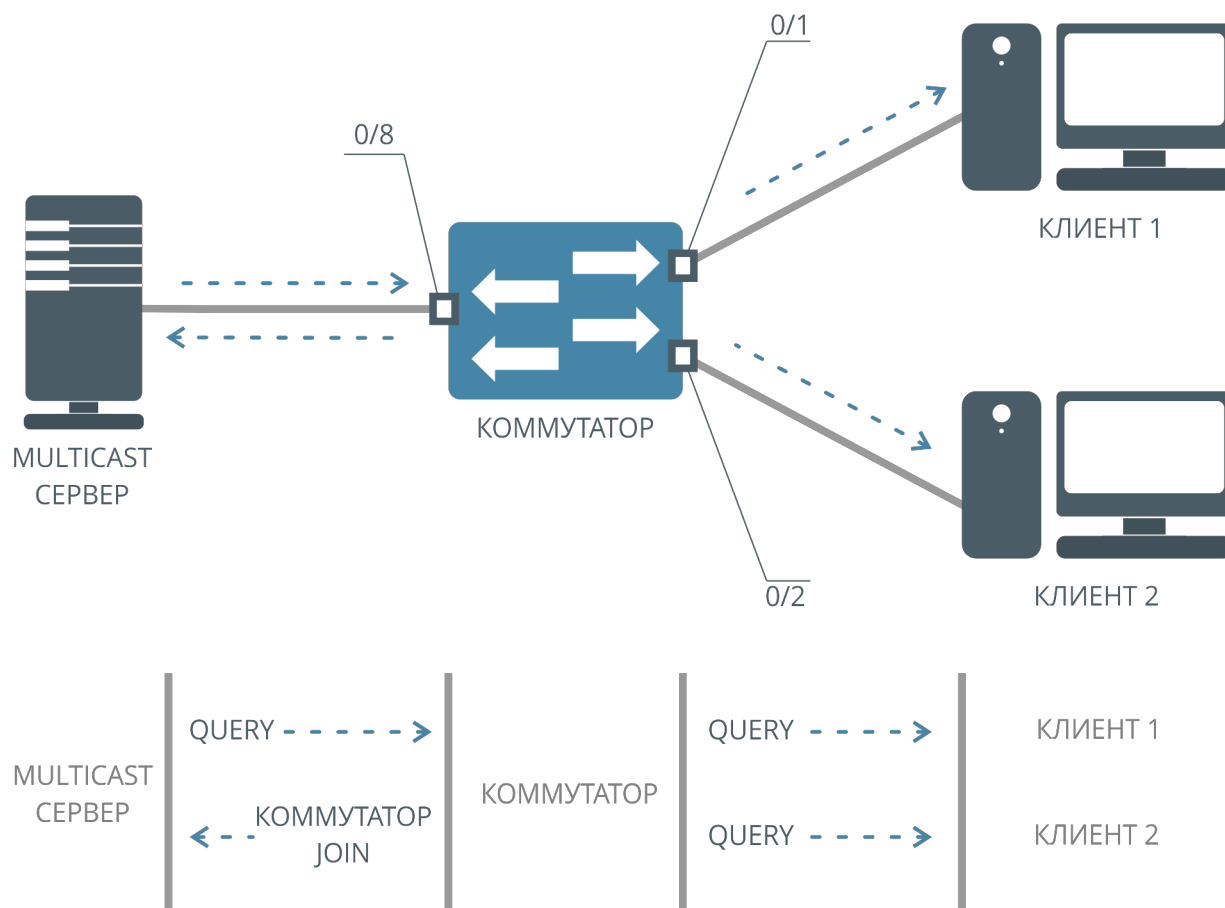 0/1
0/8
КЛИЕНТ 1
КОММУТАТОР
MULTICAST
СЕРВЕР
0/2
КЛИЕНТ 2
QUERY
QUERY
КЛИЕНТ 1
MULTICAST
СЕРВЕР
КОММУТАТОР
JOIN
КОММУТАТОР
QUERY
КЛИЕНТ 2